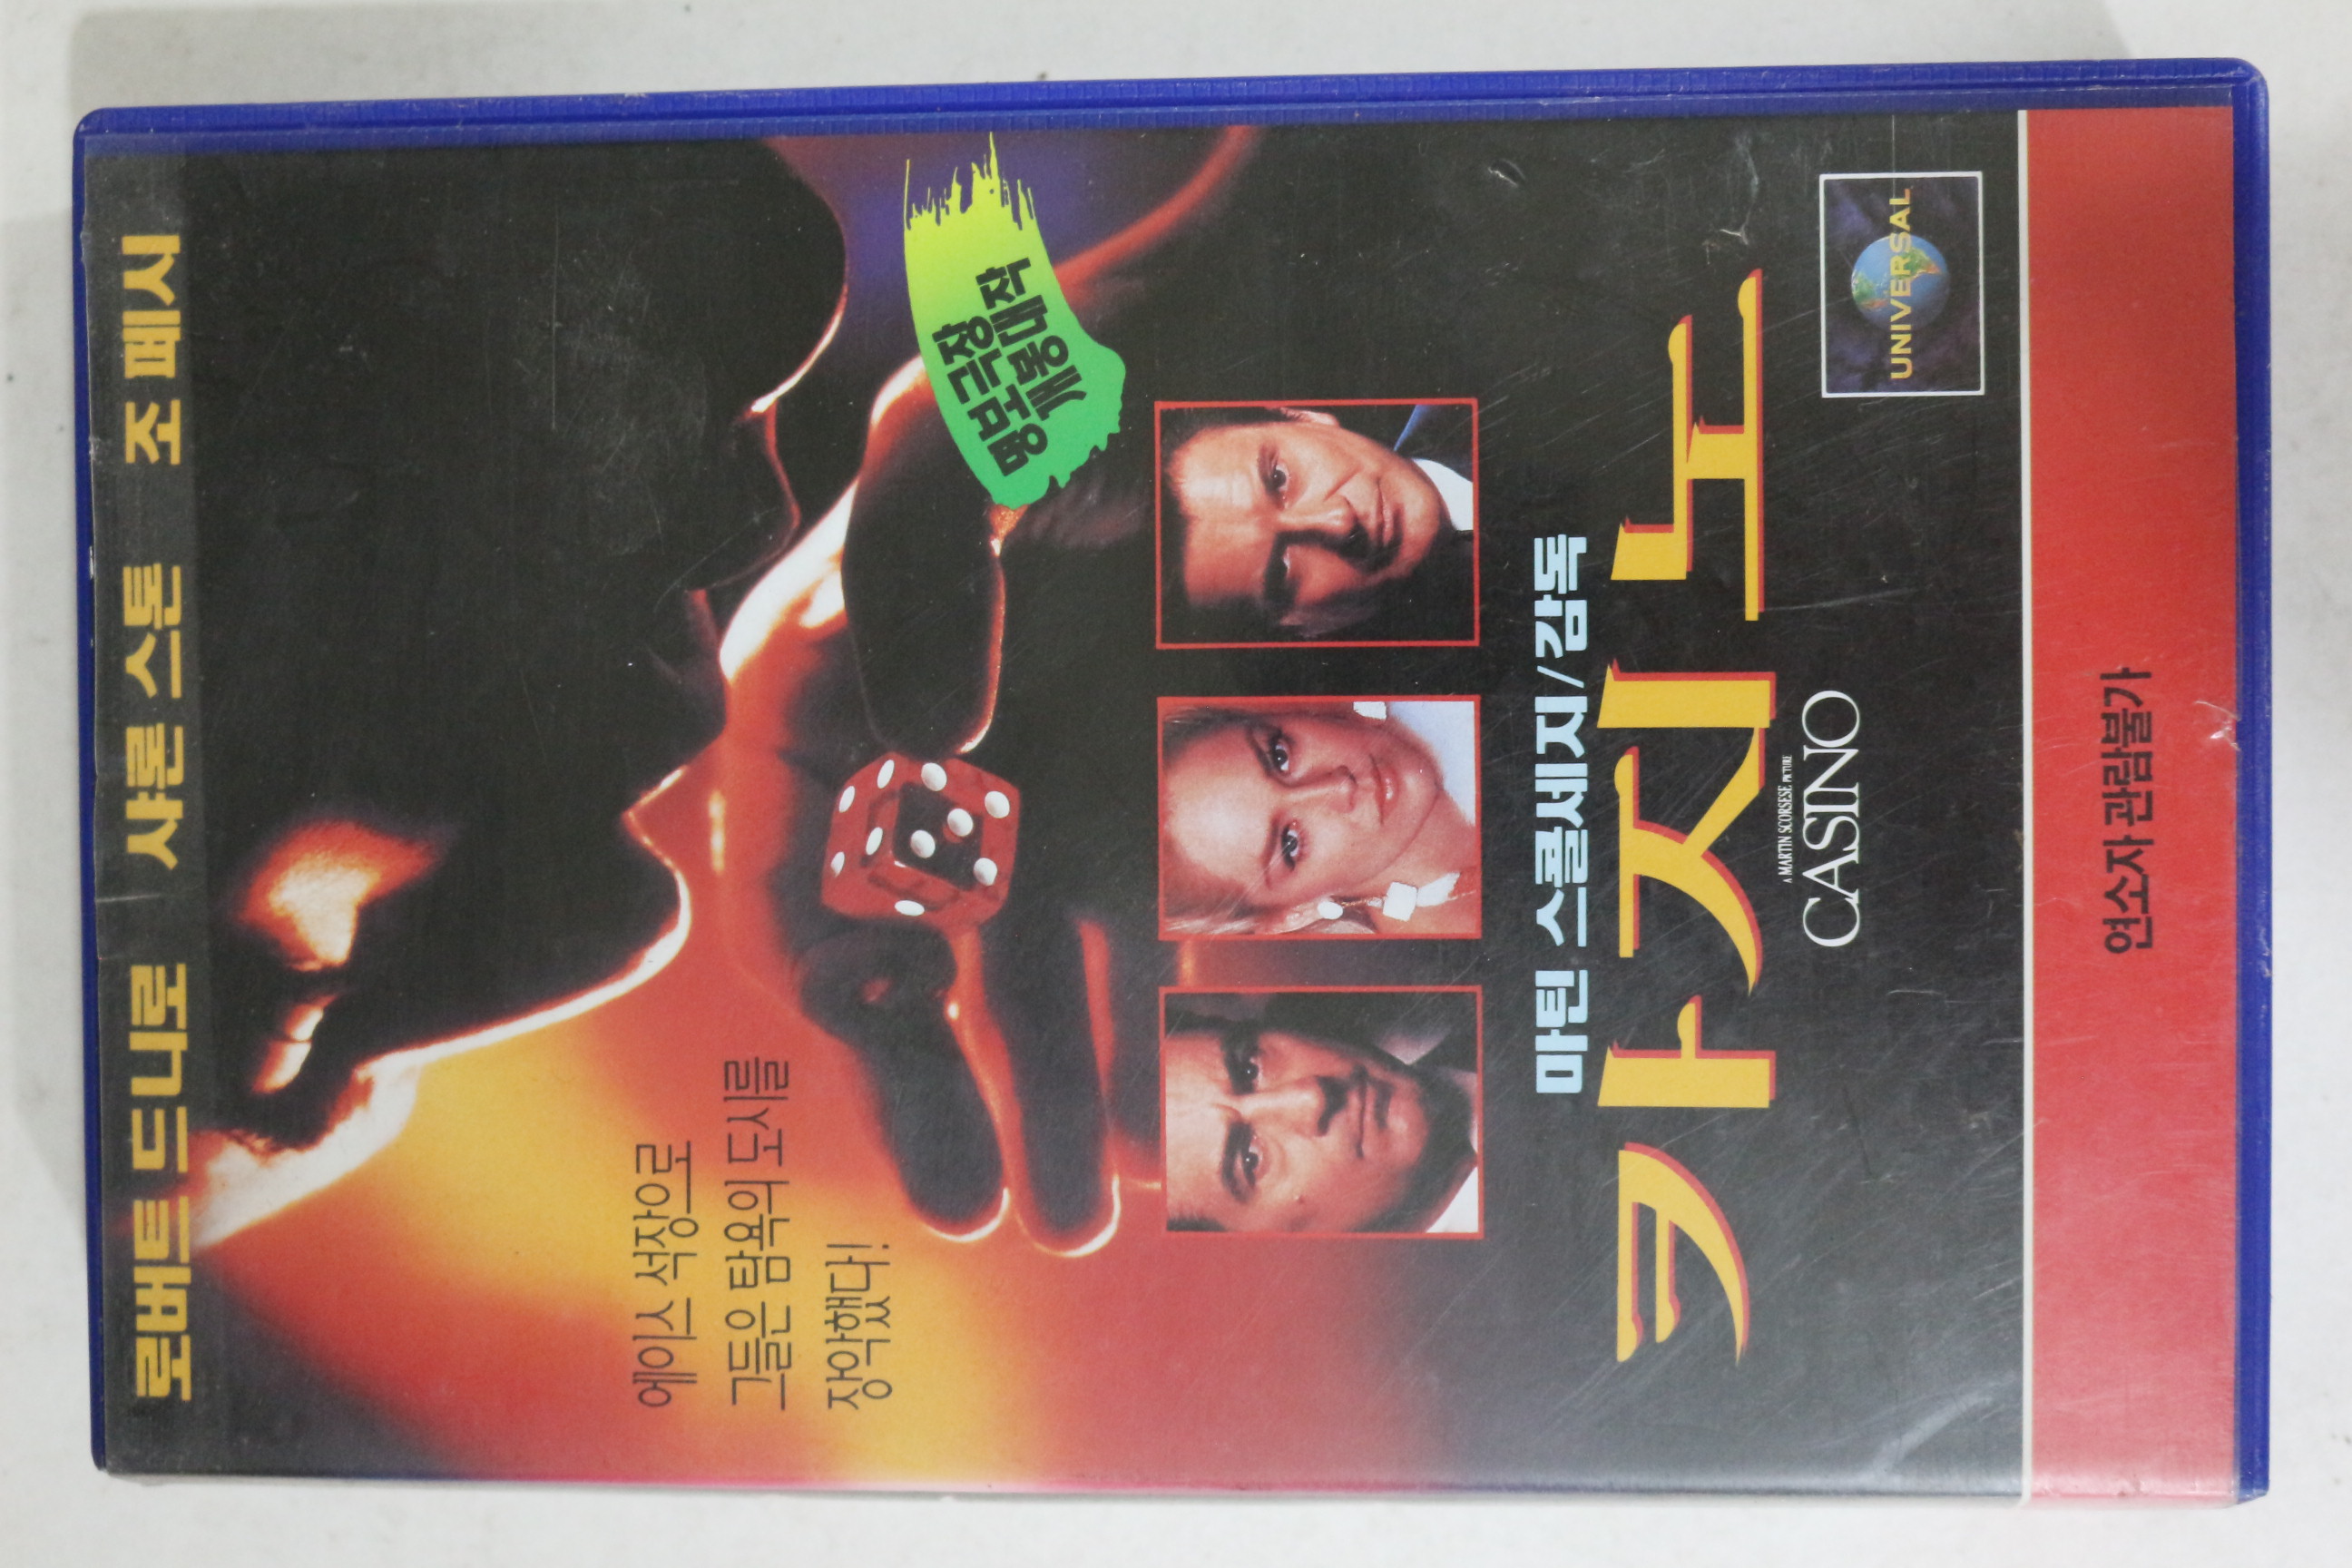 로버트 드니로 샤론 스톤 조 페시
에이스 석장으로
그들은 탐욕의 도시를
장악했다!
명보극장
개봉대작
마틴 스콜세지/감독
카지노
A MARTIN SCORSESE PICTURE
CASINO
UNIVERSAL
연소자 관람불가